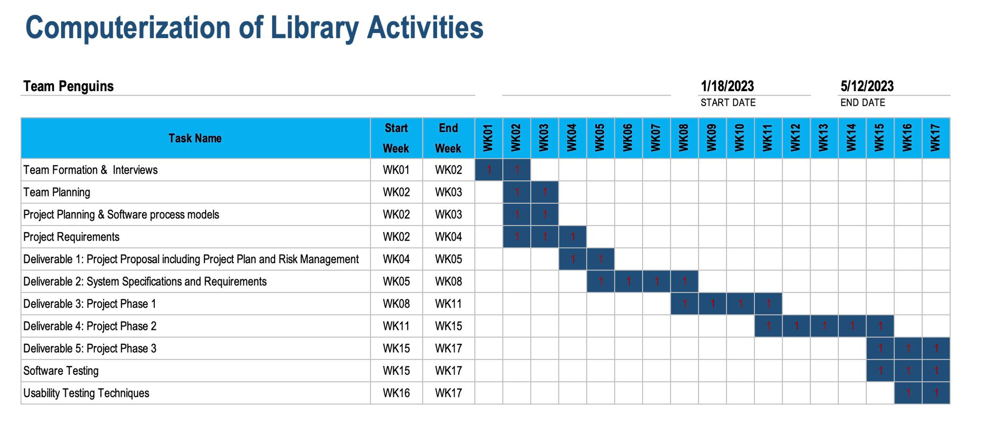 Computerization of Library Activities
Team Penguins 1/18/2023 5/12/2023
START DATE END DATE
Task Name Start Week End Week WK01 WK02 WK03 WK04 WK05 WK06 WK07 WK08 WK09 WK10 WK11 WK12 WK13 WK14 WK15 WK16 WK17
Team Formation & Interviews WK01 WK02 1 1
Team Planning WK02 WK03 1 1
Project Planning & Software process models WK02 WK03 1 1
Project Requirements WK02 WK04 1 1 1
Deliverable 1: Project Proposal including Project Plan and Risk Management WK04 WK05 1 1
Deliverable 2: System Specifications and Requirements WK05 WK08 1 1 1 1
Deliverable 3: Project Phase 1 WK08 WK11 1 1 1 1
Deliverable 4: Project Phase 2 WK11 WK15 1 1 1 1 1
Deliverable 5: Project Phase 3 WK15 WK17 1 1 1
Software Testing WK15 WK17 1 1 1
Usability Testing Techniques WK16 WK17 1 1